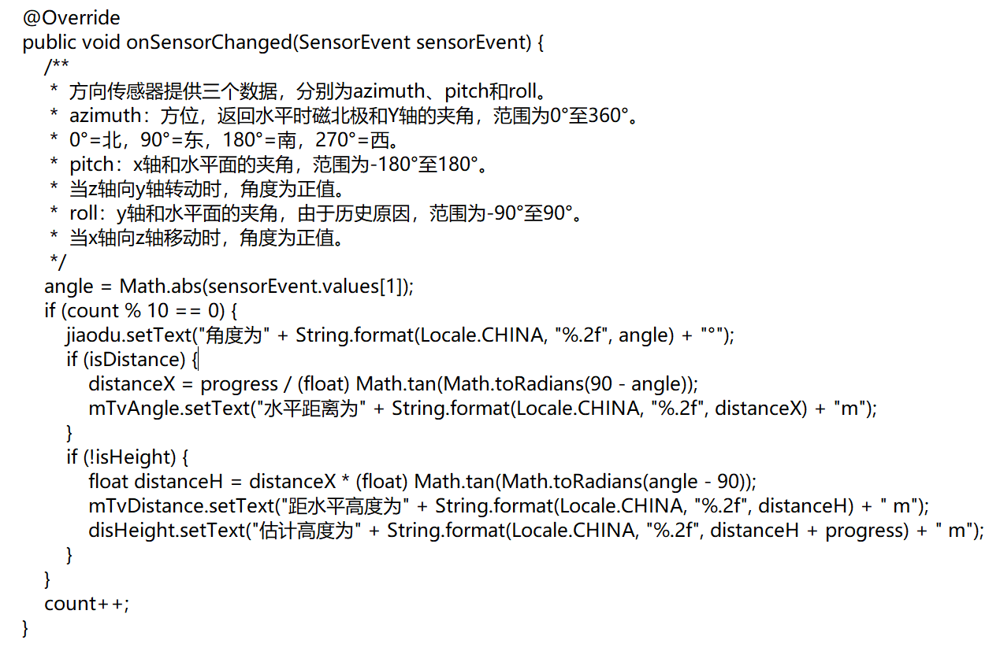 @Override
public void onSensorChanged(SensorEvent sensorEvent) {
/**
* 方向传感器提供三个数据，分别为azimuth、pitch和roll。
* azimuth：方位，返回水平时磁北极和Y轴的夹角，范围为0°至360°。
* 0°=北，90°=东，180°=南，270°=西。
* pitch：x轴和水平面的夹角，范围为-180°至180°。
* 当z轴向y轴转动时，角度为正值。
* roll：y轴和水平面的夹角，由于历史原因，范围为-90°至90°。
* 当x轴向z轴移动时，角度为正值。
*/
angle = Math.abs(sensorEvent.values[1]);
if (count % 10 == 0) {
jiaodu.setText("角度为" + String.format(Locale.CHINA, "%.2f", angle) + "°");
if (isDistance) {
distanceX = progress / (float) Math.tan(Math.toRadians(90 - angle));
mTvAngle.setText("水平距离为" + String.format(Locale.CHINA, "%.2f", distanceX) + "m");
}
if (!isHeight) {
float distanceH = distanceX * (float) Math.tan(Math.toRadians(angle - 90));
mTvDistance.setText("距水平高度为" + String.format(Locale.CHINA, "%.2f", distanceH) + " m");
disHeight.setText("估计高度为" + String.format(Locale.CHINA, "%.2f", distanceH + progress) + " m");
}
}
count++;
}